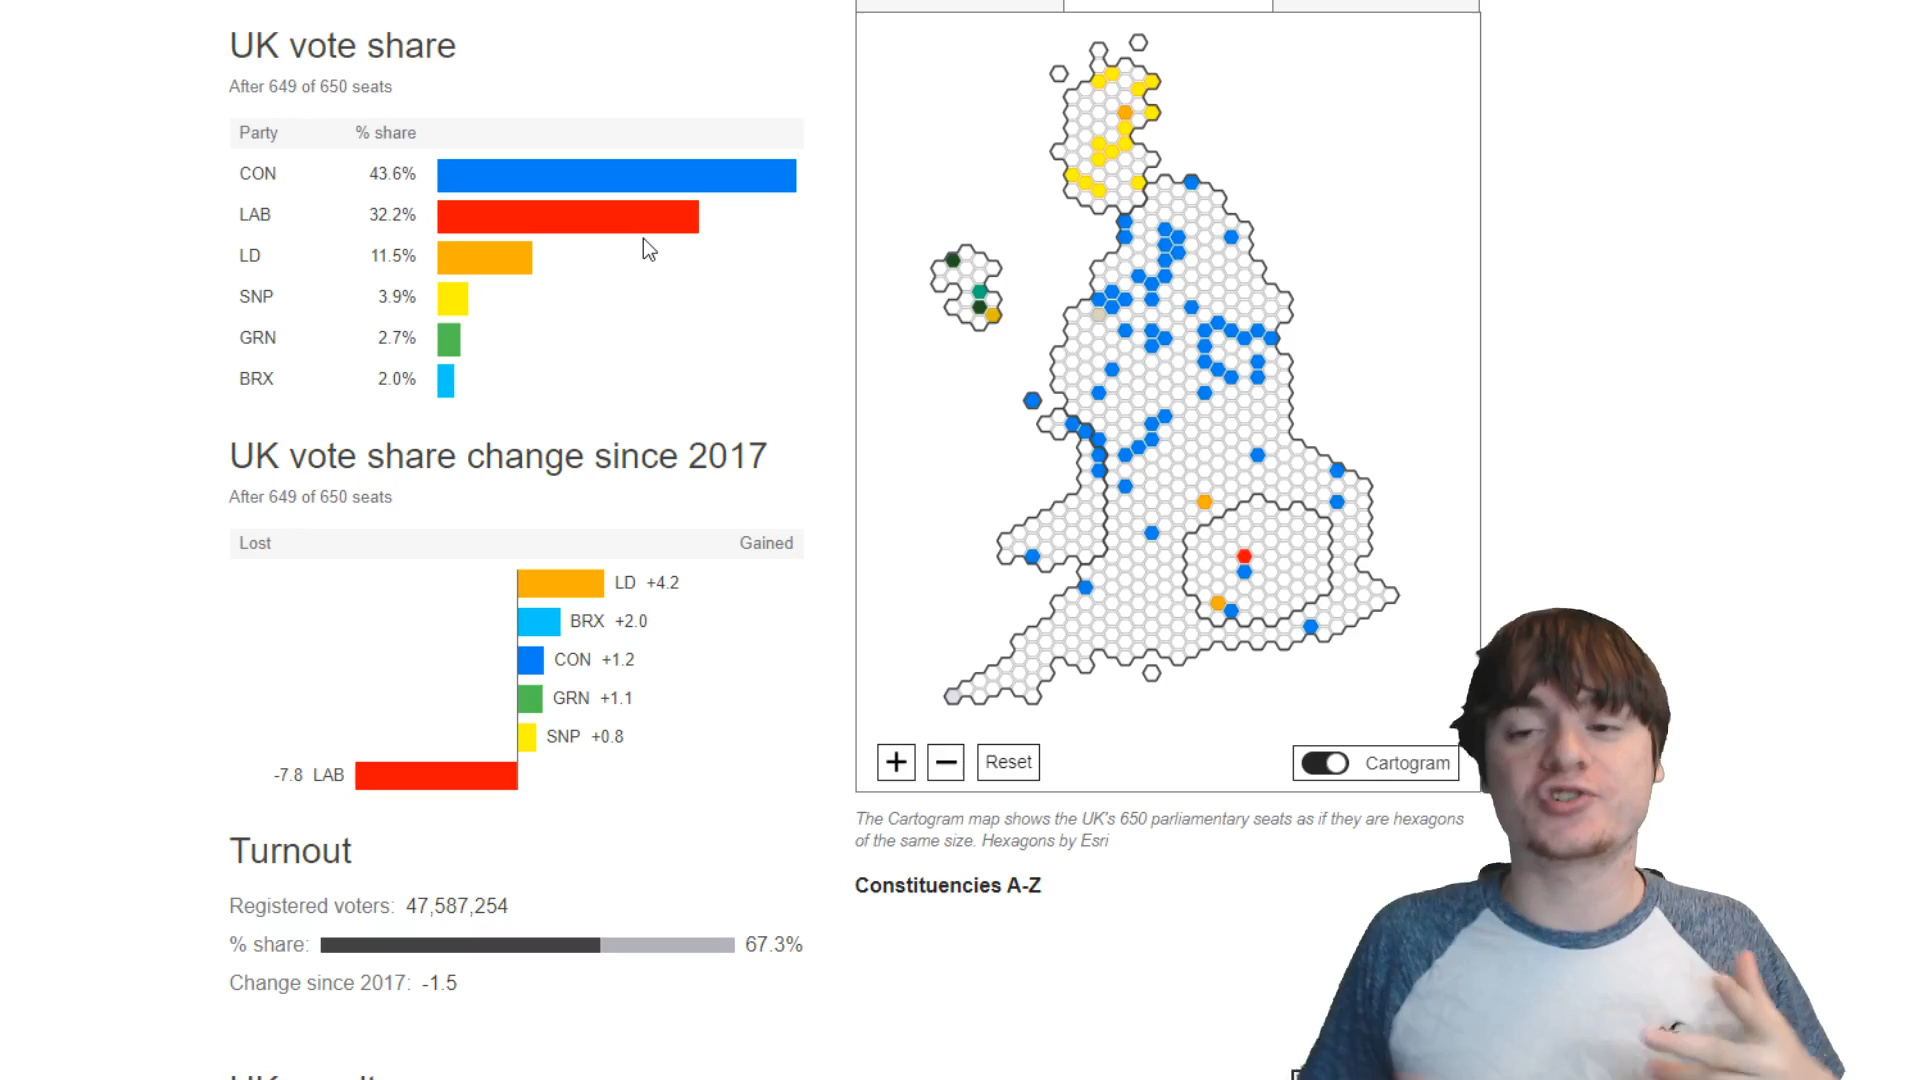 UK vote share
After 649 of 650 seats
Party % share
CON 43.6%
LAB 32.2%
LD 11.5%
SNP 3.9%
GRN 2.7%
BRX 2.0%
UK vote share change since 2017
After 649 of 650 seats
Lost Gained
LD +4.2
BRX +2.0
CON +1.2
GRN +1.1
SNP +0.8
-7.8 LAB
Turnout
Registered voters: 47,587,254
% share: 67.3%
Change since 2017: -1.5
+ − Reset
Cartogram
The Cartogram map shows the UK's 650 parliamentary seats as if they are hexagons
of the same size. Hexagons by Esri
Constituencies A-Z